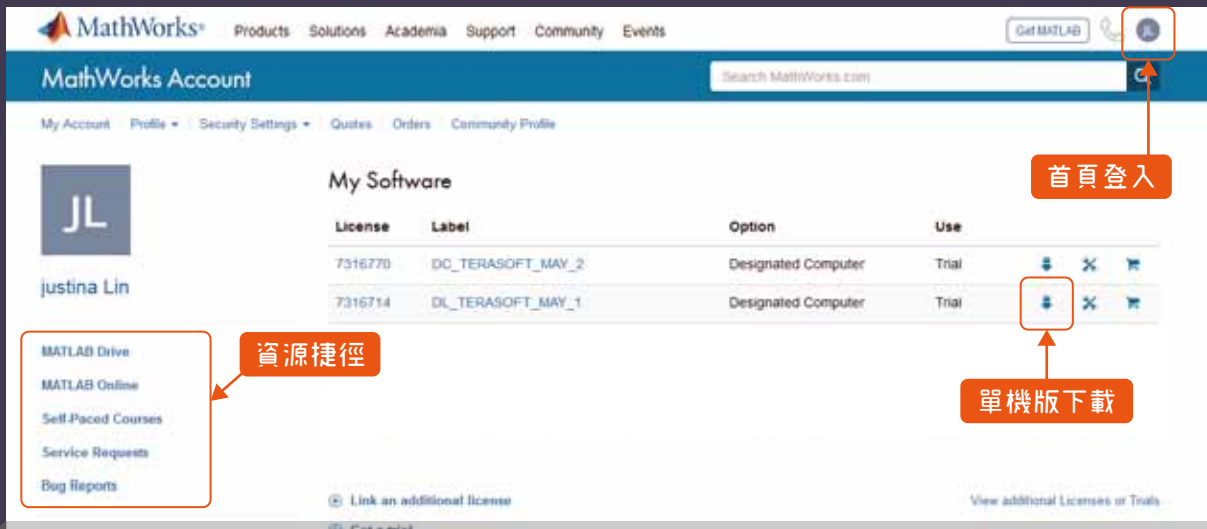 MathWorks®
Products Solutions Academia Support Community Events
Get MATLAB
JL
MathWorks Account
Search MathWorks.com
My Account Profile Security Settings Quotes Orders Community Profile
首頁登入
JL
justina Lin
My Software
License Label Option Use
7316770 DC_TERASOFT_MAY_2 Designated Computer Trial
7316714 DL_TERASOFT_MAY_1 Designated Computer Trial
資源捷徑
MATLAB Drive
MATLAB Online
Self-Paced Courses
Service Requests
Bug Reports
單機版下載
Link an additional license
View additional Licenses or Trials
Get a trial